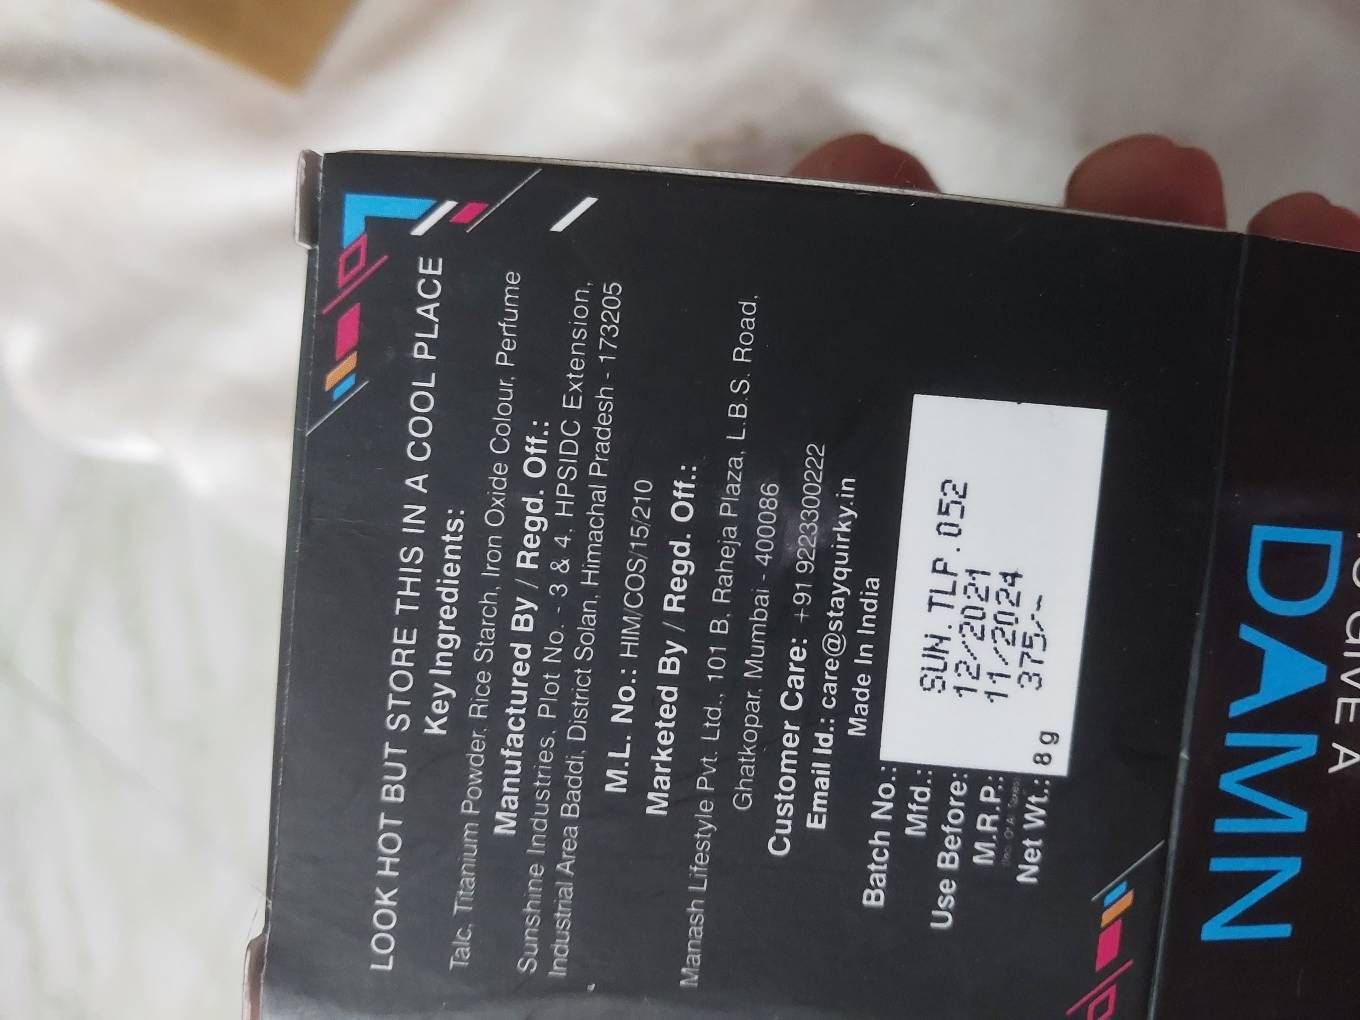 LOOK HOT BUT STORE THIS IN A COOL PLACE
Key Ingredients:
Talc, Titanium Powder, Rice Starch, Iron Oxide Colour, Perfume
Manufactured By / Regd. Off.:
Sunshine Industries, Plot No. - 3 & 4, HPSIDC Extension,
Industrial Area Baddi, District Solan, Himachal Pradesh - 173205
M.L. No.: HIM/COS/15/210
Marketed By / Regd. Off.:
Manash Lifestyle Pvt. Ltd., 101 B, Raheja Plaza, L.B.S. Road,
Ghatkopar, Mumbai - 400086
Customer Care: +91 9223300222
Email Id.: care@stayquirky.in
Made In India
Batch No.: SUN.TLP.052
Mfd.: 12/2021
Use Before: 11/2024
M.R.P.: 375/-
Net Wt.: 8 g
GIVE A
DAMN